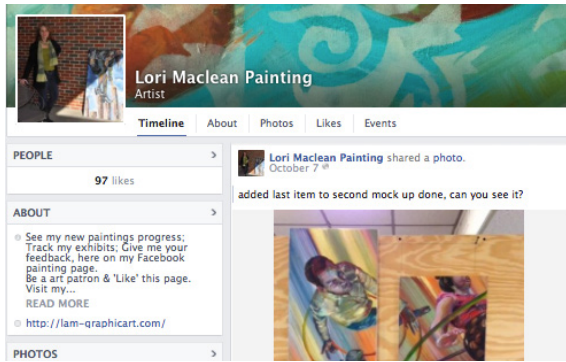 Lori Maclean Painting
Artist
Timeline
About
Photos
Likes
Events
PEOPLE
97 likes
ABOUT
See my new paintings progress;
Track my exhibits; Give me your
feedback, here on my Facebook
painting page.
Be a art patron & 'Like' this page.
Visit my...
READ MORE
http://lam-graphicart.com/
PHOTOS
Lori Maclean Painting shared a photo.
October 7
added last item to second mock up done, can you see it?